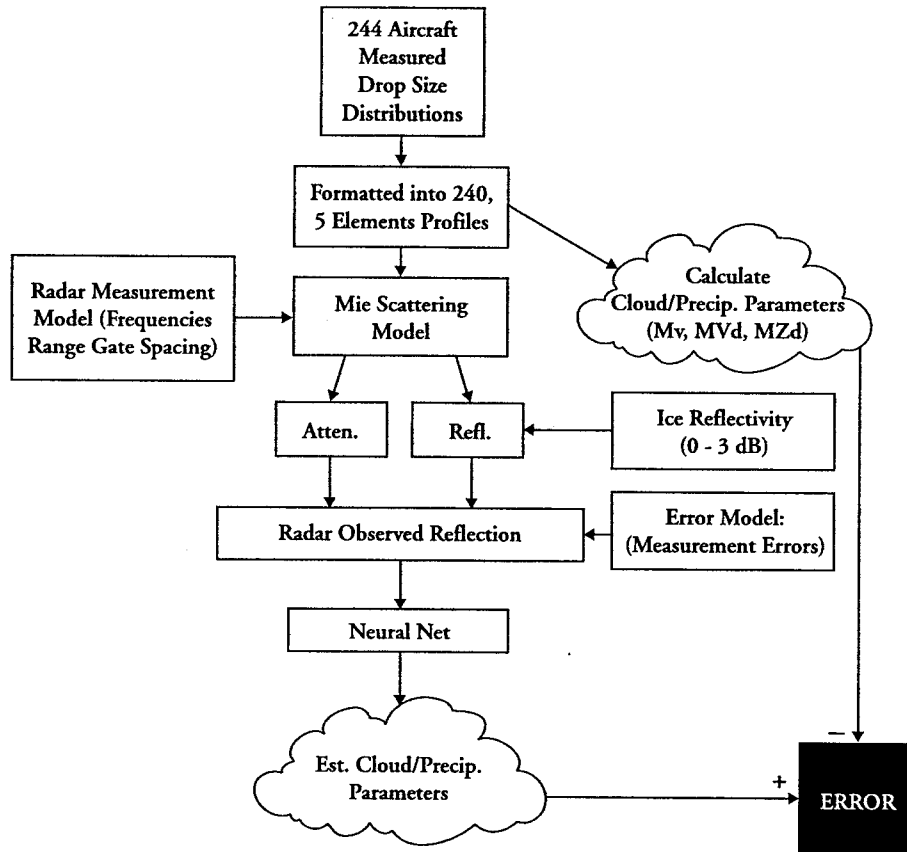 244 Aircraft
Measured
Drop Size
Distributions
Formatted into 240,
5 Elements Profiles
Calculate
Cloud/Precip. Parameters
(Mv, MVd, MZd)
Radar Measurement
Model (Frequencies
Range Gate Spacing)
Mie Scattering
Model
Atten.
Refl.
Ice Reflectivity
(0 - 3 dB)
Radar Observed Reflection
Error Model:
(Measurement Errors)
Neural Net
Est. Cloud/Precip.
Parameters
+
−
ERROR